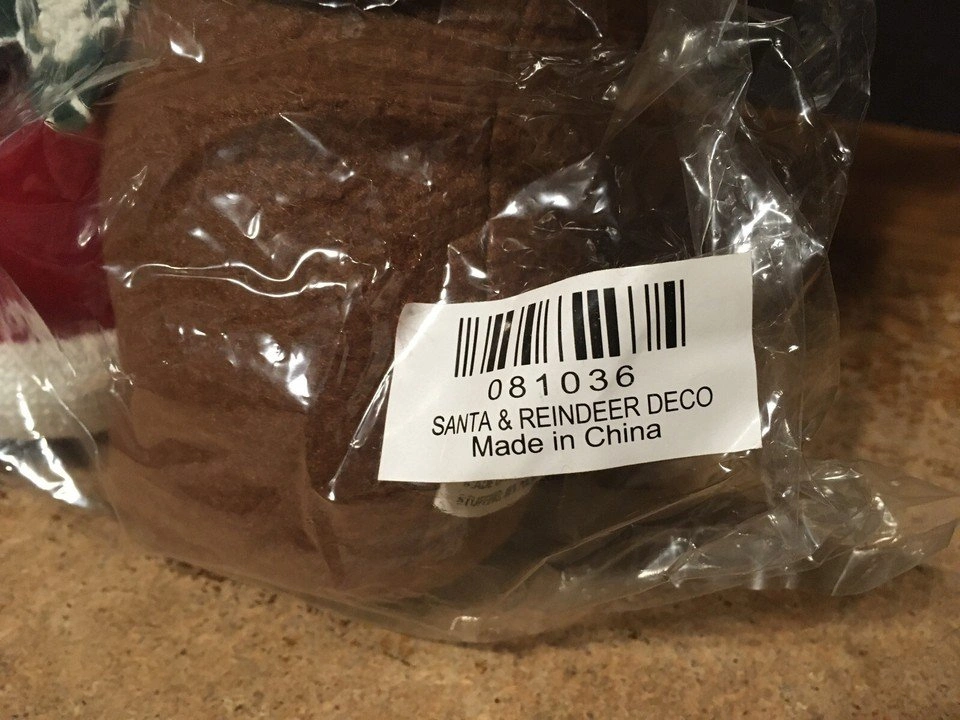 081036
SANTA & REINDEER DECO
Made in China